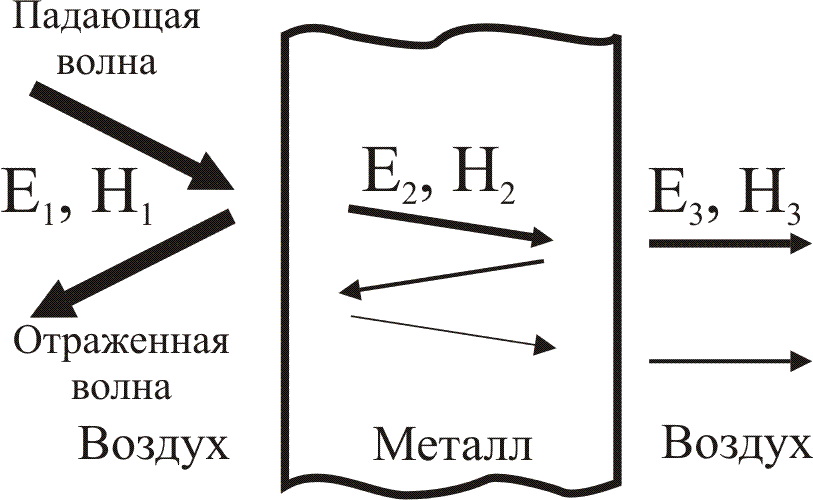 Падающая
волна
E₁, H₁
E₂, H₂
E₃, H₃
Отраженная
волна
Воздух
Металл
Воздух